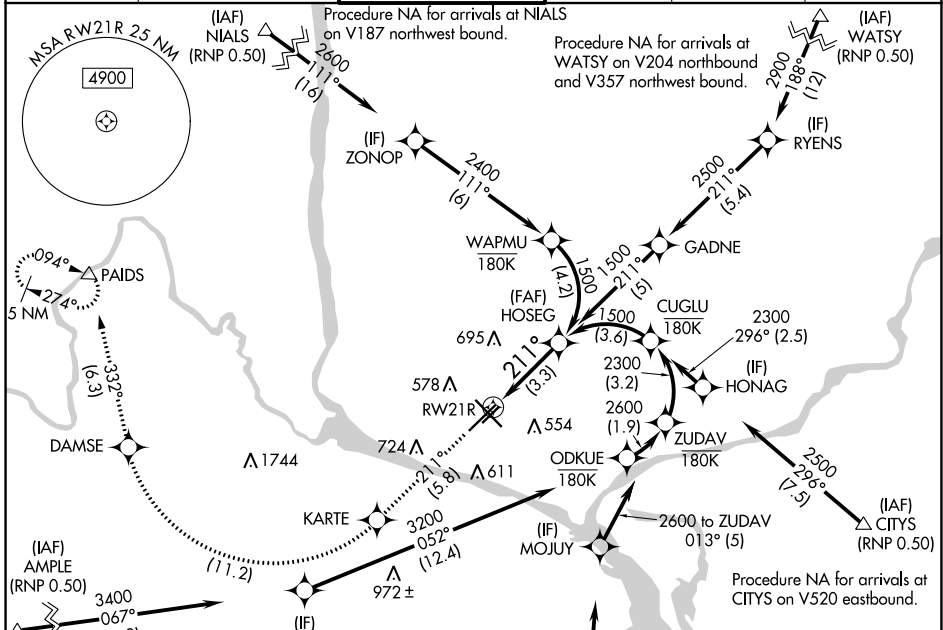 MSA RW21R 25 NM
4900
(IAF)
NIALS
(RNP 0.50)
Procedure NA for arrivals at NIALS
on V187 northwest bound.
2600
111°
(16)
Procedure NA for arrivals at
WATSY on V204 northbound
and V357 northwest bound.
(IAF)
WATSY
(RNP 0.50)
2900
188°
(12)
(IF)
ZONOP
2400
111°
(6)
(IF)
RYENS
2500
211°
(5.4)
WAPMU
180K
GADNE
1500
(4.2)
1500
211°
(5)
094°
PAIDS
274°
5 NM
(FAF)
HOSEG
CUGLU
180K
1500
(3.6)
2300
296° (2.5)
695
211°
(3.3)
2300
(3.2)
(IF)
HONAG
332°
(6.3)
578
RW21R
554
2600
(1.9)
ZUDAV
180K
DAMSE
1744
724
211°
(5.8)
611
ODKUE
180K
2500
296°
(7.5)
KARTE
3200
052°
(12.4)
(IF)
MOJUY
2600 to ZUDAV
013° (5)
(IAF)
CITYS
(RNP 0.50)
(11.2)
(IAF)
AMPLE
(RNP 0.50)
3400
067°
972 ±
(IF)
Procedure NA for arrivals at
CITYS on V520 eastbound.